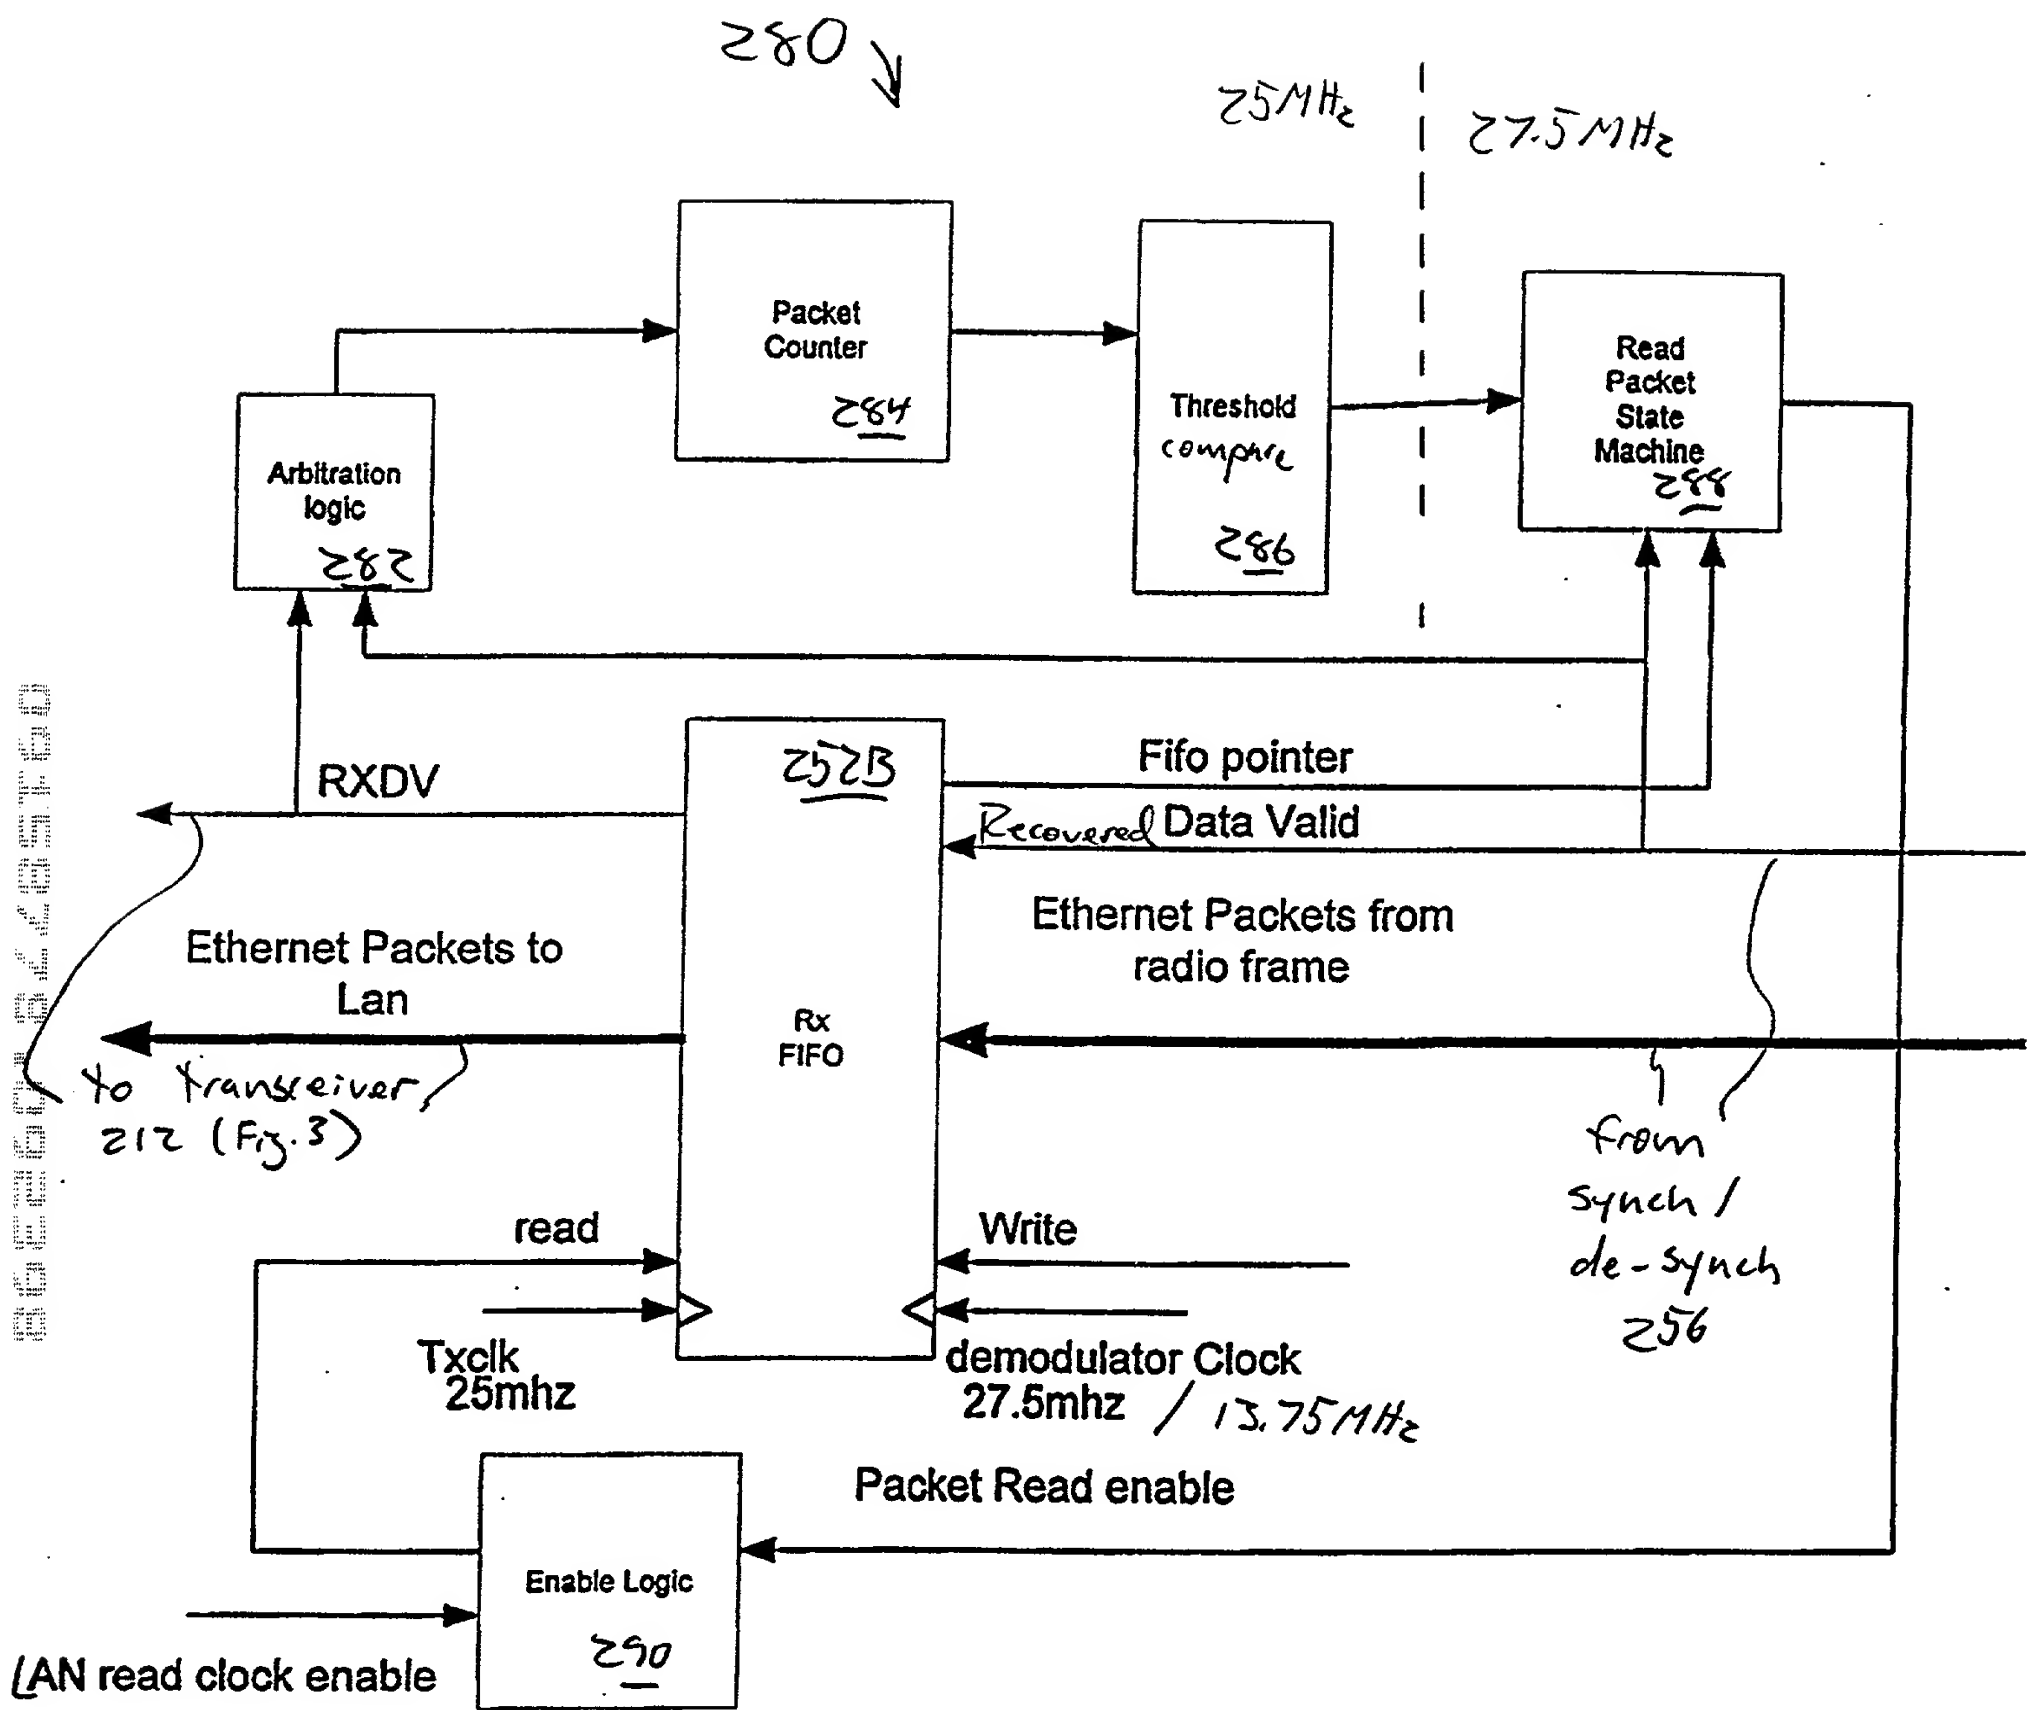 280
25MHz
27.5MHz
Packet
Counter
284
Threshold
compare
286
Read
Packet
State
Machine
288
Arbitration
logic
282
252B
RXDV
Fifo pointer
Recovered Data Valid
Ethernet Packets from
radio frame
Ethernet Packets to
Lan
Rx
FIFO
to transceiver
212 (Fig. 3)
from
synch /
de-synch
256
read
Write
Txclk
25mhz
demodulator Clock
27.5mhz / 13.75MHz
Packet Read enable
Enable Logic
290
LAN read clock enable